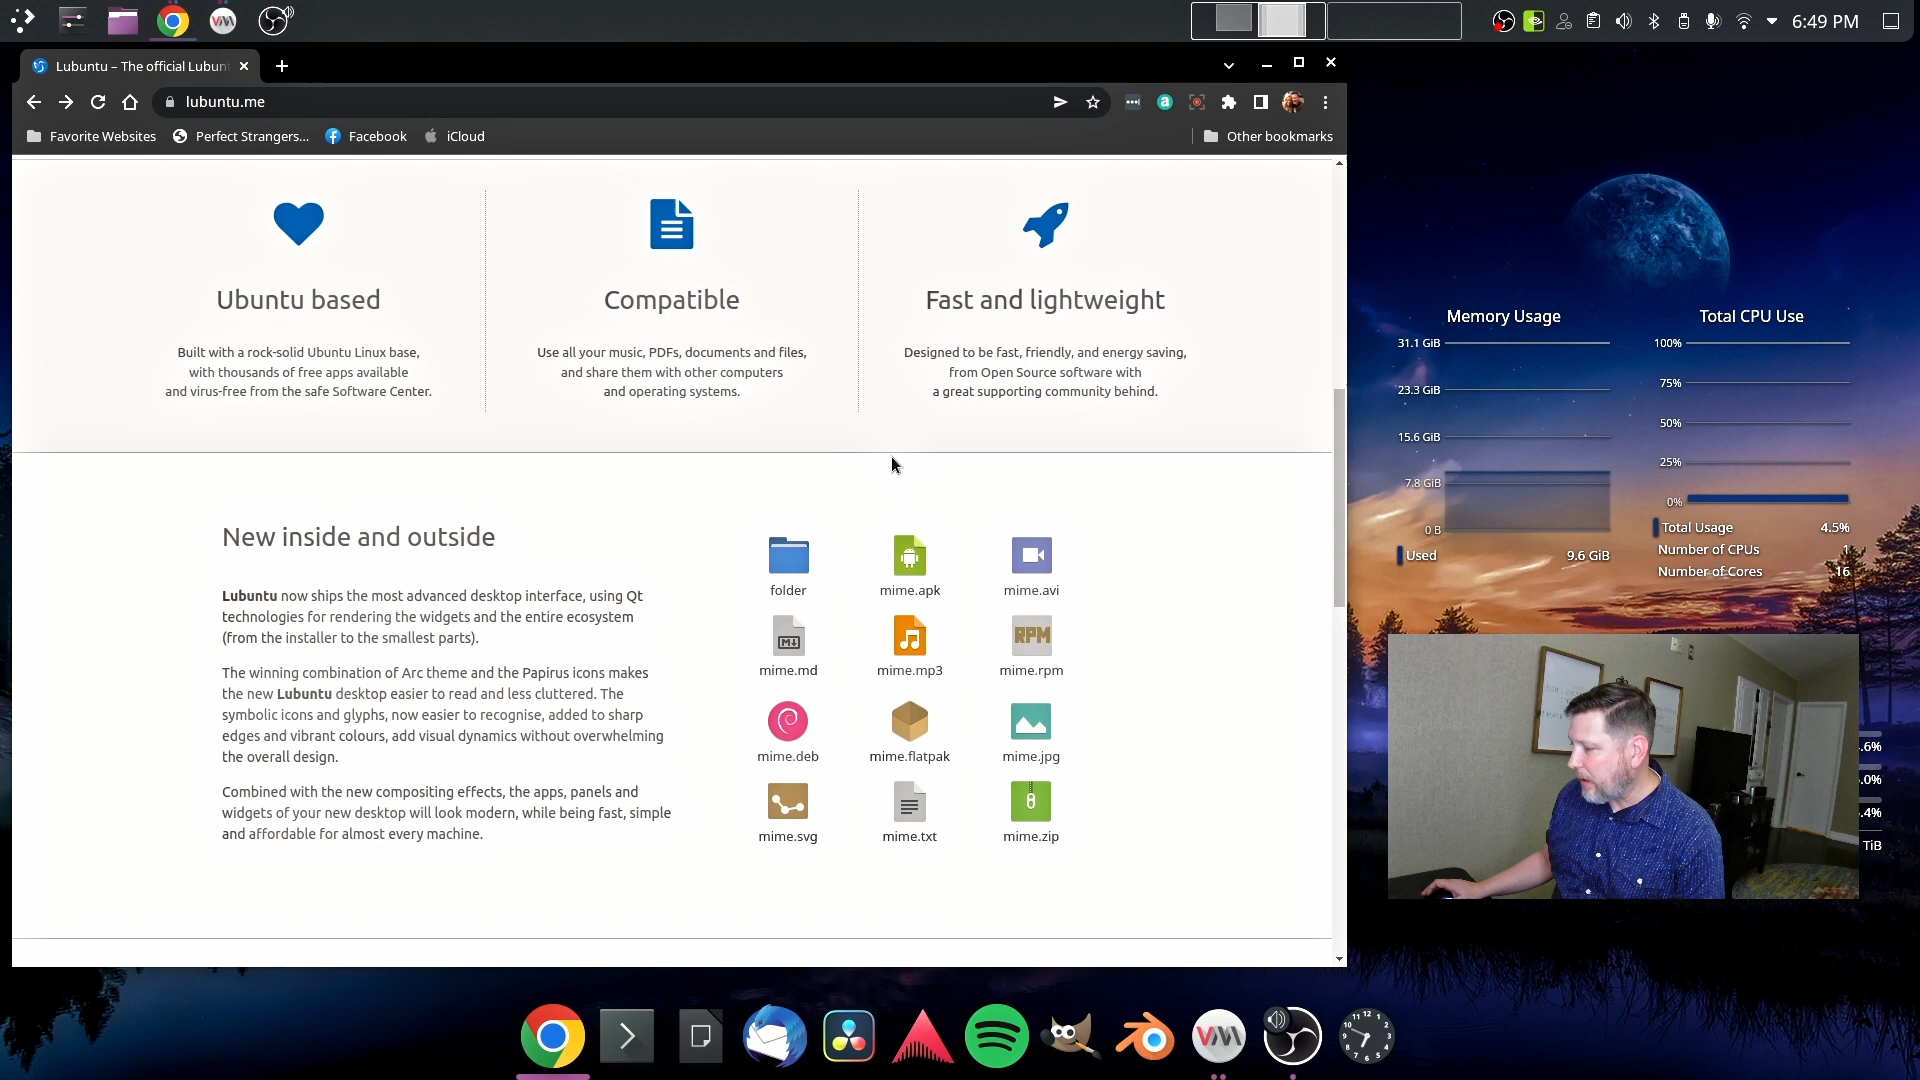 6:49 PM
Lubuntu – The official Lubunt
lubuntu.me
Favorite Websites
Perfect Strangers...
Facebook
iCloud
Other bookmarks
Ubuntu based
Built with a rock-solid Ubuntu Linux base,
with thousands of free apps available
and virus-free from the safe Software Center.
Compatible
Use all your music, PDFs, documents and files,
and share them with other computers
and operating systems.
Fast and lightweight
Designed to be fast, friendly, and energy saving,
from Open Source software with
a great supporting community behind.
New inside and outside
Lubuntu now ships the most advanced desktop interface, using Qt
technologies for rendering the widgets and the entire ecosystem
(from the installer to the smallest parts).
The winning combination of Arc theme and the Papirus icons makes
the new Lubuntu desktop easier to read and less cluttered. The
symbolic icons and glyphs, now easier to recognise, added to sharp
edges and vibrant colours, add visual dynamics without overwhelming
the overall design.
Combined with the new compositing effects, the apps, panels and
widgets of your new desktop will look modern, while being fast, simple
and affordable for almost every machine.
folder
mime.apk
mime.avi
RPM
mime.md
mime.mp3
mime.rpm
mime.deb
mime.flatpak
mime.jpg
mime.svg
mime.txt
mime.zip
Memory Usage
31.1 GiB
23.3 GiB
15.6 GiB
7.8 GiB
0 B
Used
9.6 GiB
Total CPU Use
100%
75%
50%
25%
0%
Total Usage
4.5%
Number of CPUs
1
Number of Cores
16
.6%
.0%
.4%
TiB